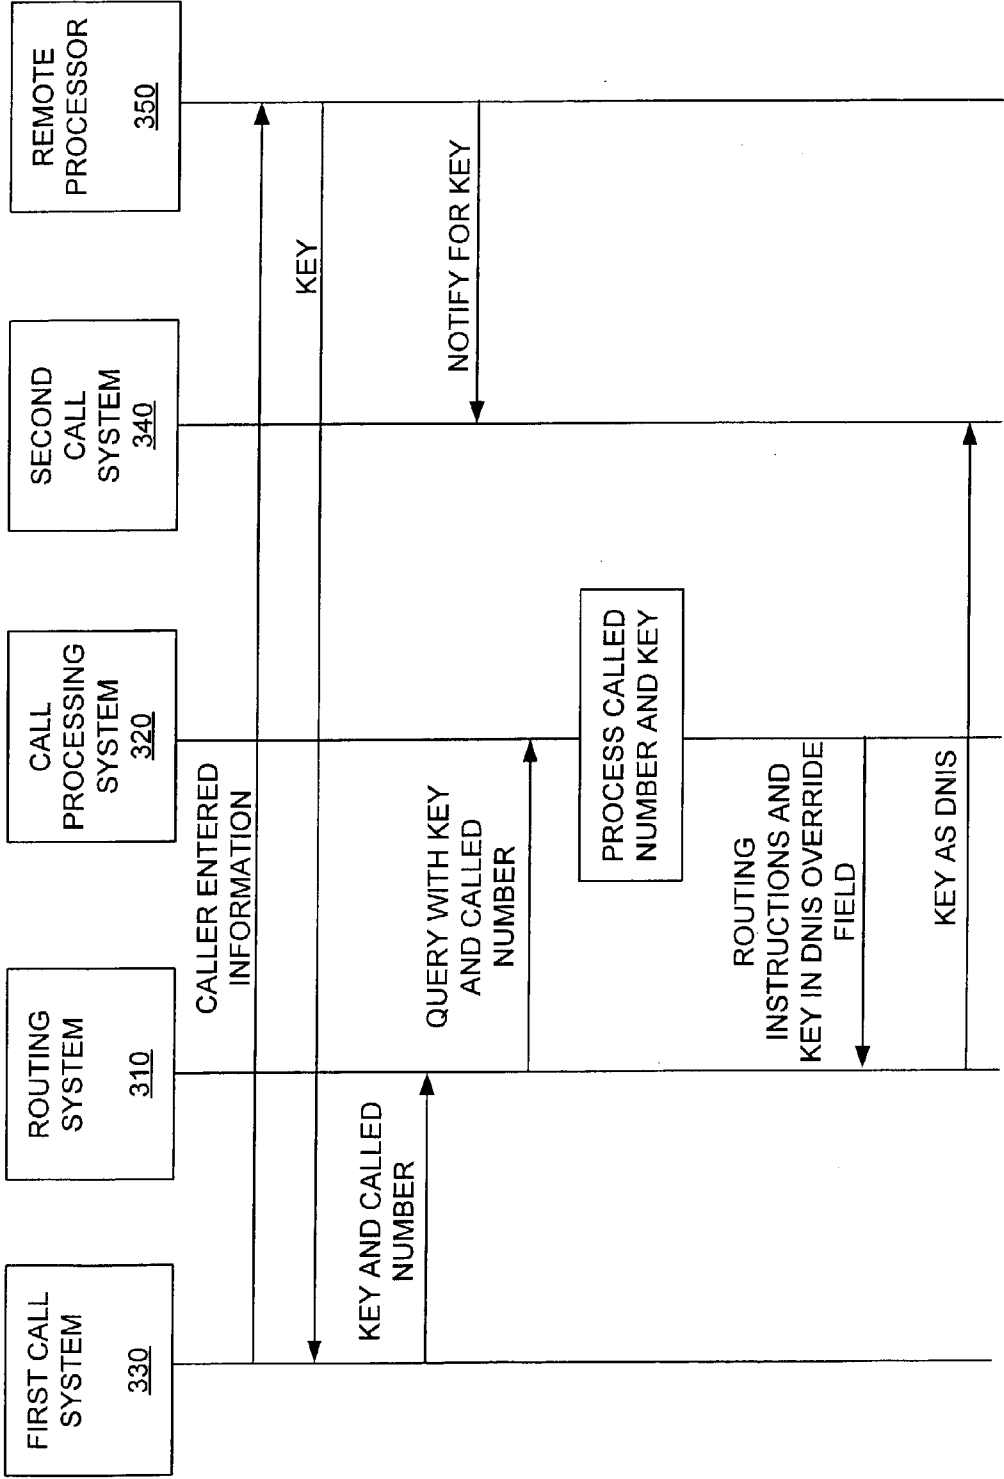 FIRST CALL
SYSTEM
330
ROUTING
SYSTEM
310
CALL
PROCESSING
SYSTEM
320
SECOND
CALL
SYSTEM
340
REMOTE
PROCESSOR
350
CALLER ENTERED
INFORMATION
KEY
KEY AND CALLED
NUMBER
QUERY WITH KEY
AND CALLED
NUMBER
NOTIFY FOR KEY
PROCESS CALLED
NUMBER AND KEY
ROUTING
INSTRUCTIONS AND
KEY IN DNIS OVERRIDE
FIELD
KEY AS DNIS